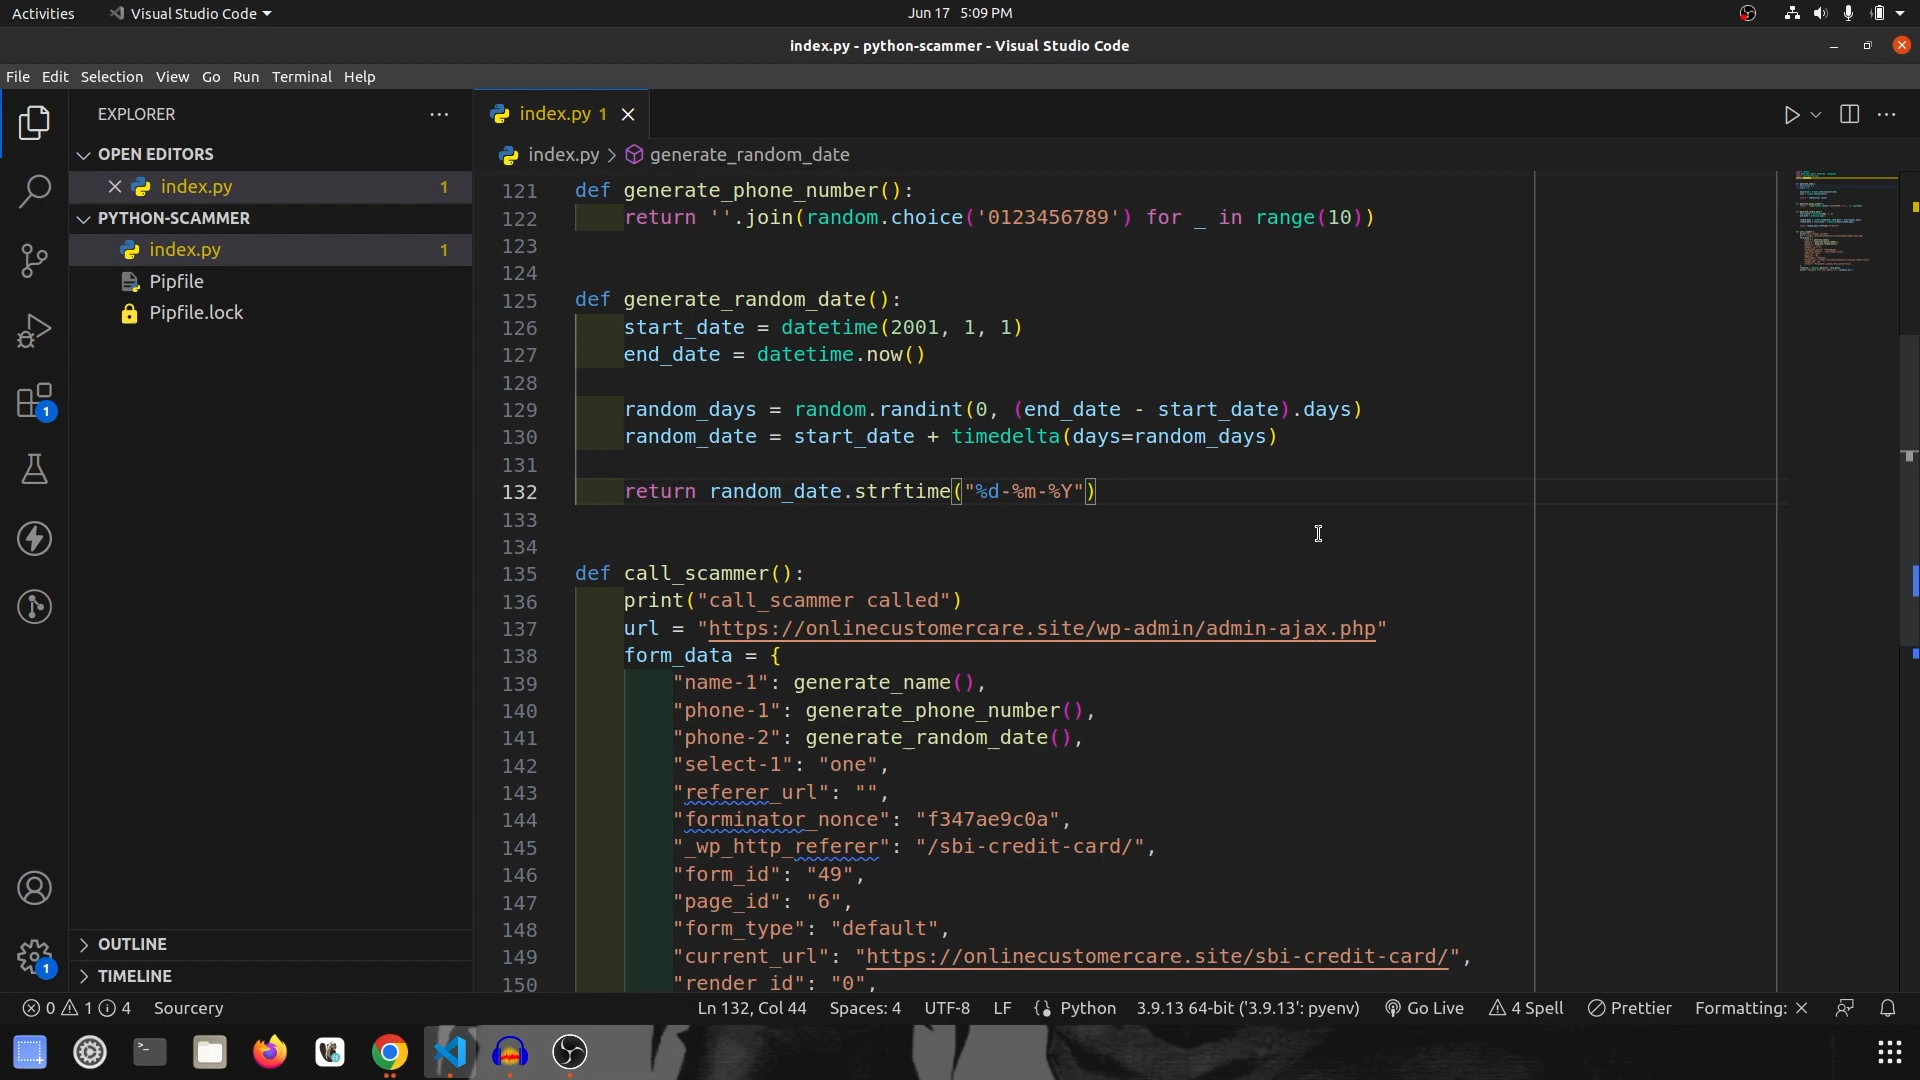 Activities
Visual Studio Code
Jun 17 5:09 PM
index.py - python-scammer - Visual Studio Code
File Edit Selection View Go Run Terminal Help
EXPLORER
OPEN EDITORS
index.py 1
PYTHON-SCAMMER
index.py 1
Pipfile
Pipfile.lock
OUTLINE
TIMELINE
1
1
index.py 1
index.py > generate_random_date
121 def generate_phone_number():
122 return ''.join(random.choice('0123456789') for _ in range(10))
123
124
125 def generate_random_date():
126 start_date = datetime(2001, 1, 1)
127 end_date = datetime.now()
128
129 random_days = random.randint(0, (end_date - start_date).days)
130 random_date = start_date + timedelta(days=random_days)
131
132 return random_date.strftime("%d-%m-%Y")
133
134
135 def call_scammer():
136 print("call_scammer called")
137 url = "https://onlinecustomercare.site/wp-admin/admin-ajax.php"
138 form_data = {
139 "name-1": generate_name(),
140 "phone-1": generate_phone_number(),
141 "phone-2": generate_random_date(),
142 "select-1": "one",
143 "referer_url": "",
144 "forminator_nonce": "f347ae9c0a",
145 "_wp_http_referer": "/sbi-credit-card/",
146 "form_id": "49",
147 "page_id": "6",
148 "form_type": "default",
149 "current_url": "https://onlinecustomercare.site/sbi-credit-card/",
150 "render_id": "0",
0 1 4 Sourcery
Ln 132, Col 44 Spaces: 4 UTF-8 LF Python 3.9.13 64-bit ('3.9.13': pyenv) Go Live 4 Spell Prettier Formatting: ✕